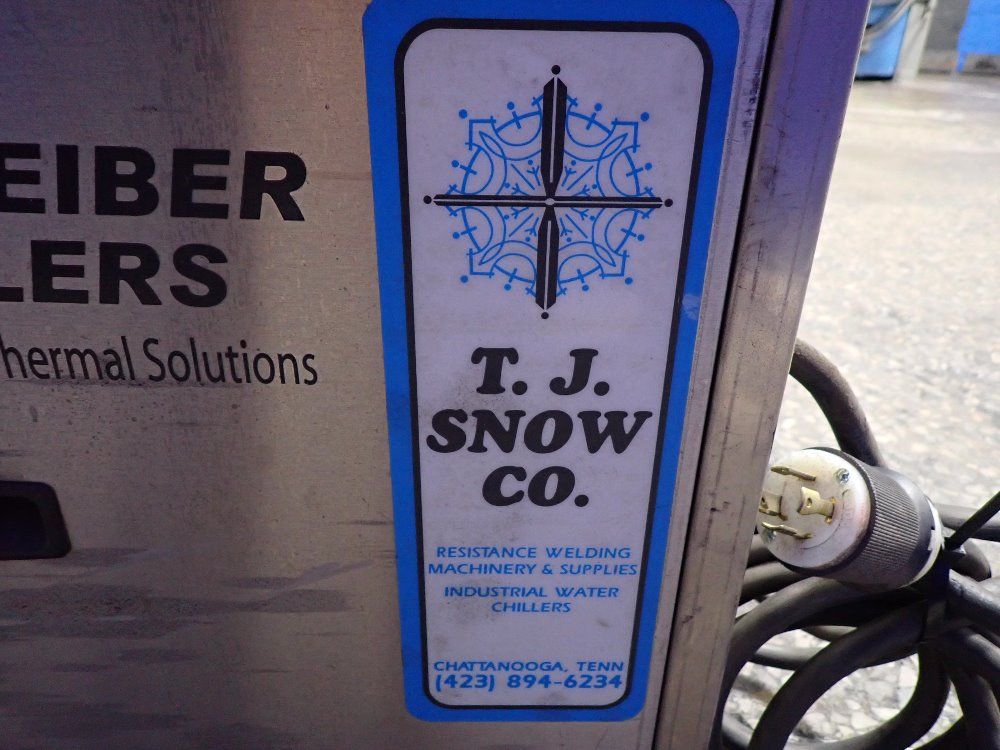 EIBER
LERS
hermal Solutions
T. J.
SNOW
CO.
RESISTANCE WELDING
MACHINERY & SUPPLIES
INDUSTRIAL WATER
CHILLERS
CHATTANOOGA, TENN
(423) 894-6234